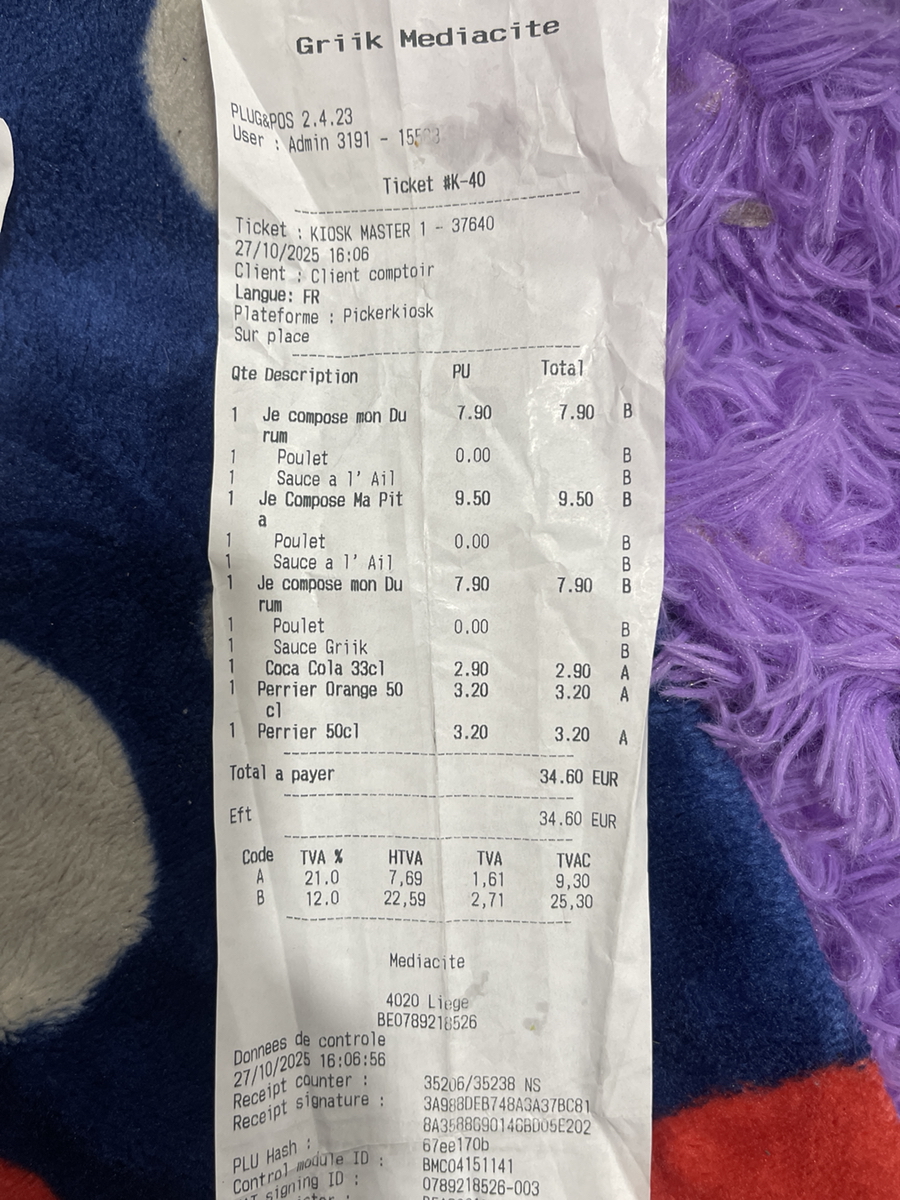 Griik Mediacite
PLUG&POS 2.4.23
User : Admin 3191 -
Ticket #K-40
Ticket : KIOSK MASTER 1 - 37640
27/10/2025 16:06
Client : Client comptoir
Langue: FR
Plateforme : Pickerkiosk
Sur place
Qte Description PU Total
1 Je compose mon Du 7.90 7.90 B
rum
1 Poulet 0.00 B
1 Sauce a l' Ail B
1 Je Compose Ma Pit 9.50 9.50 B
a
1 Poulet 0.00 B
1 Sauce a l' Ail B
1 Je compose mon Du 7.90 7.90 B
rum
1 Poulet 0.00 B
1 Sauce Griik B
1 Coca Cola 33cl 2.90 2.90 A
1 Perrier Orange 50 3.20 3.20 A
cl
1 Perrier 50cl 3.20 3.20 A
Total a payer 34.60 EUR
Eft 34.60 EUR
Code TVA % HTVA TVA TVAC
A 21.0 7,69 1,61 9,30
B 12.0 22,59 2,71 25,30
Mediacite
4020 Liege
BE0789218526
Donnees de controle
27/10/2025 16:06:56
Receipt counter : 35206/35238 NS
Receipt signature : 3A988DEB748A3A37BC81
PLU Hash : 67ee170b
Control module ID : BMC04151141
signing ID : 0789218526-003